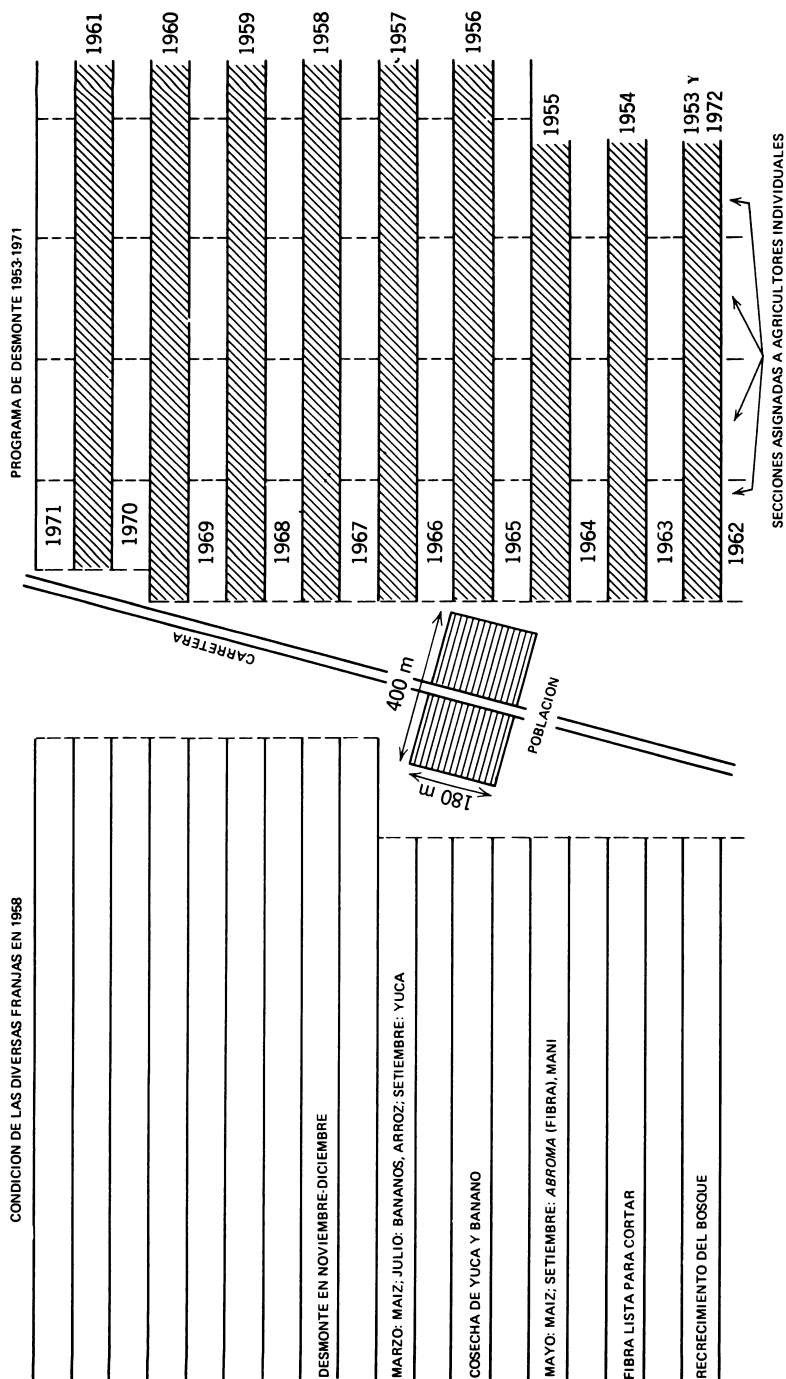 CONDICION DE LAS DIVERSAS FRANJAS EN 1958
DESMONTE EN NOVIEMBRE-DICIEMBRE
MARZO: MAIZ; JULIO: BANANOS, ARROZ; SETIEMBRE: YUCA
COSECHA DE YUCA Y BANANO
MAYO: MAIZ; SETIEMBRE: ABROMA (FIBRA), MANI
FIBRA LISTA PARA CORTAR
RECRECIMIENTO DEL BOSQUE
CARRETERA
400 m
180 m
POBLACION
PROGRAMA DE DESMONTE 1953-1971
1971
1961
1970
1960
1969
1959
1968
1958
1967
1957
1966
1956
1965
1955
1964
1954
1963
1953 Y
1972
1962
SECCIONES ASIGNADAS A AGRICULTORES INDIVIDUALES